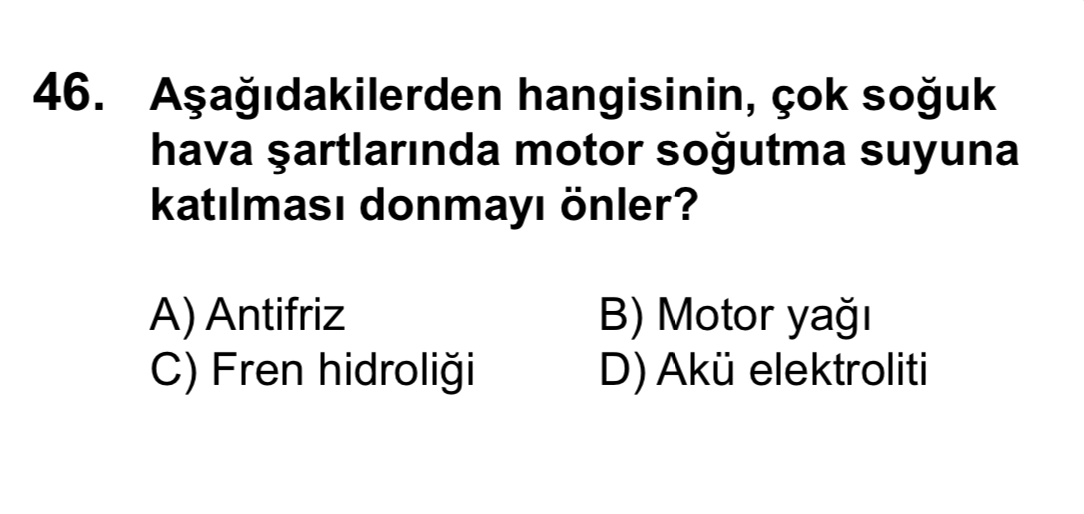 46. Aşağıdakilerden hangisinin, çok soğuk
hava şartlarında motor soğutma suyuna
katılması donmayı önler?
A) Antifriz B) Motor yağı
C) Fren hidroliği D) Akü elektroliti